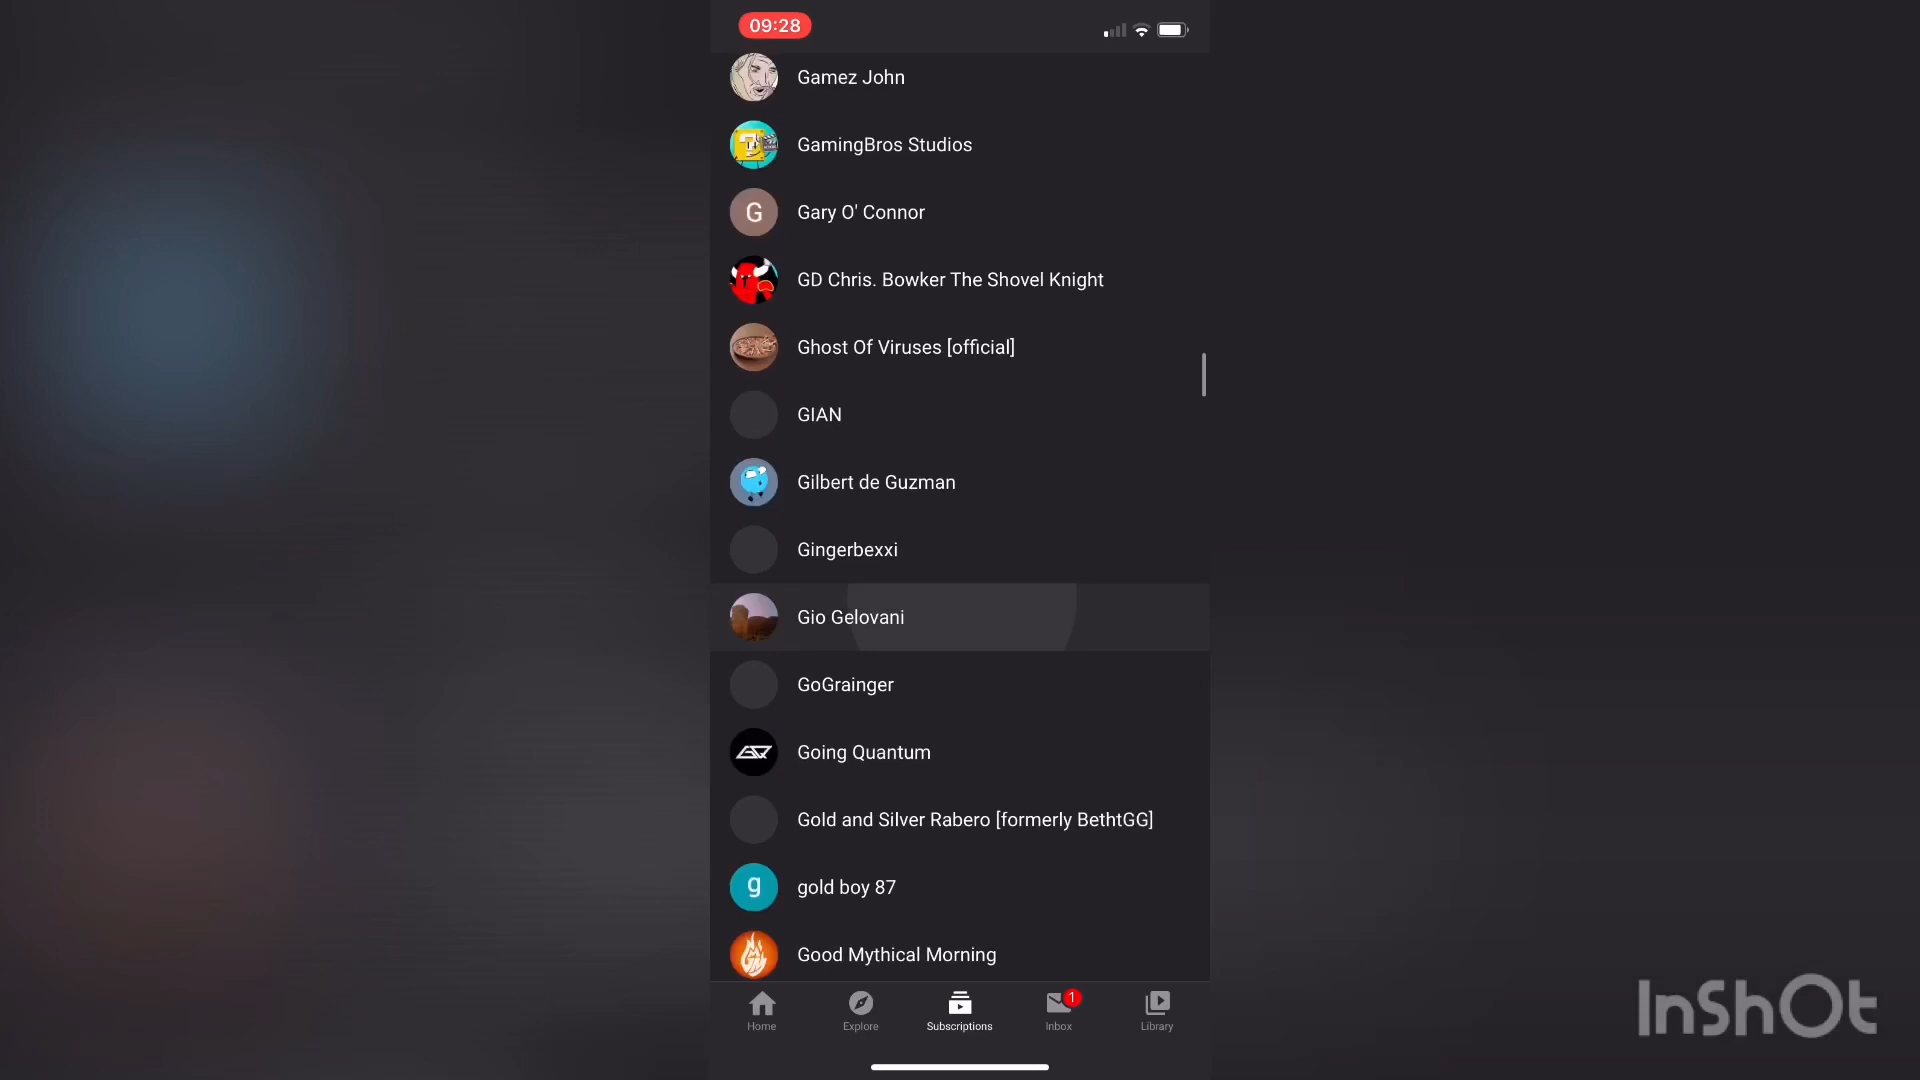 09:28
Gamez John
GamingBros Studios
G
Gary O' Connor
GD Chris. Bowker The Shovel Knight
Ghost Of Viruses [official]
GIAN
Gilbert de Guzman
Gingerbexxi
Gio Gelovani
GoGrainger
Going Quantum
Gold and Silver Rabero [formerly BethtGG]
g
gold boy 87
Good Mythical Morning
1
Home
Explore
Subscriptions
Inbox
Library
InShOt